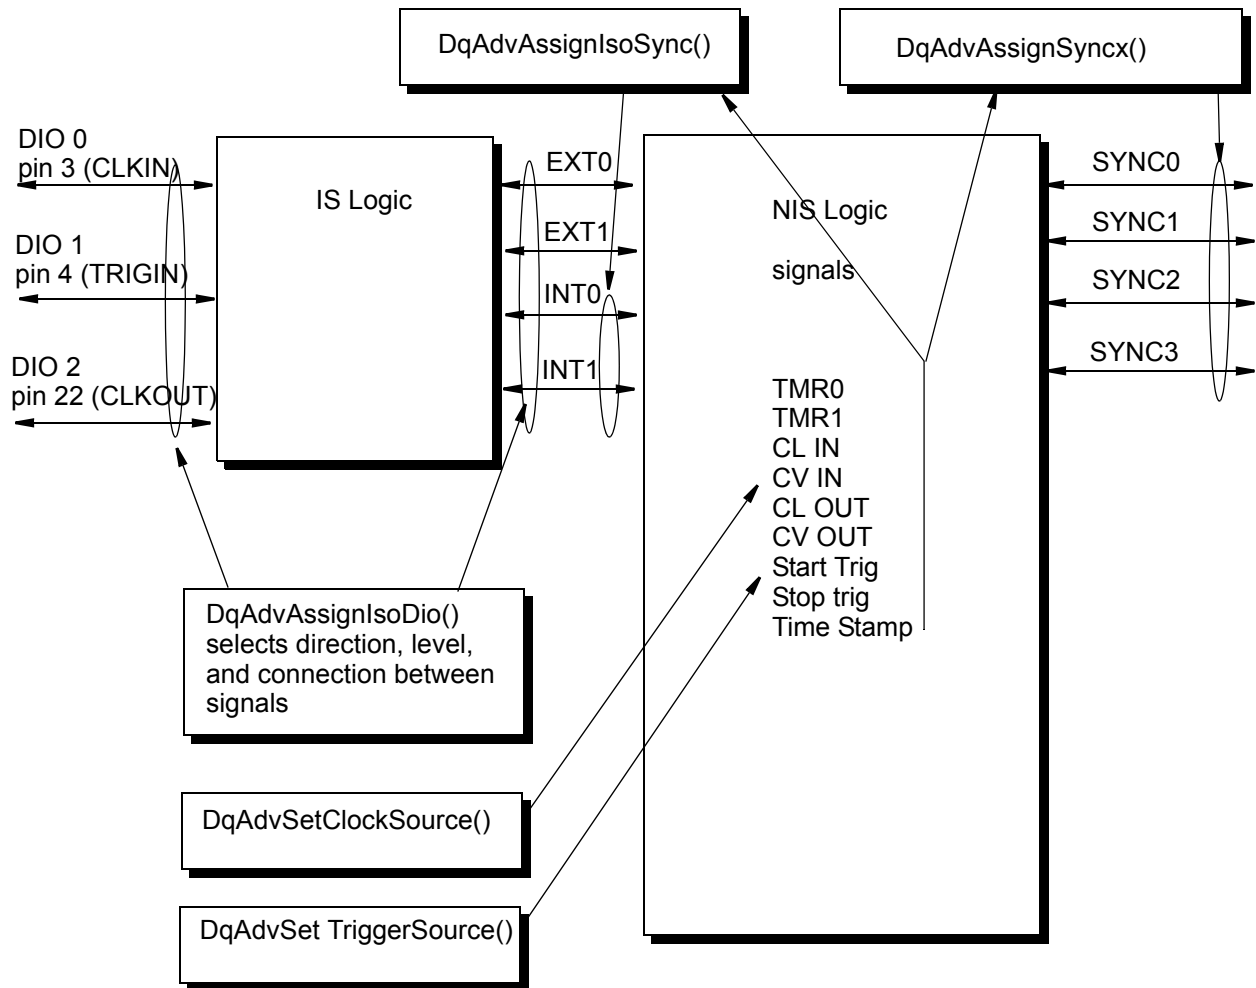 DqAdvAssignIsoSync()
DqAdvAssignSyncx()
DIO 0
pin 3 (CLKIN)
DIO 1
pin 4 (TRIGIN)
DIO 2
pin 22 (CLKOUT)
IS Logic
EXT0
EXT1
INT0
INT1
NIS Logic
signals
TMR0
TMR1
CL IN
CV IN
CL OUT
CV OUT
Start Trig
Stop trig
Time Stamp
SYNC0
SYNC1
SYNC2
SYNC3
DqAdvAssignIsoDio()
selects direction, level,
and connection between
signals
DqAdvSetClockSource()
DqAdvSet TriggerSource()